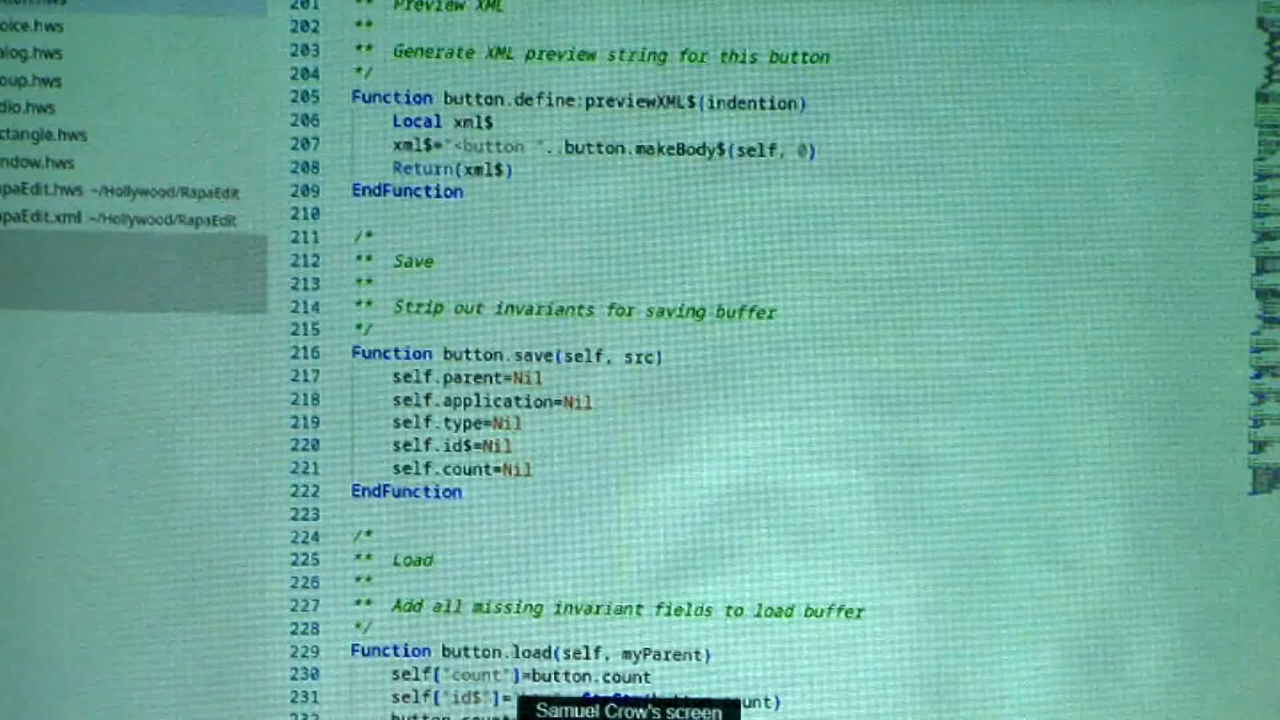 oice.hws
alog.hws
oup.hws
dio.hws
ctangle.hws
ndow.hws
paEdit.hws ~/Hollywood/RapaEdit
paEdit.xml ~/Hollywood/RapaEdit
201 ** Preview XML
202 **
203 ** Generate XML preview string for this button
204 */
205 Function button.define:previewXML$(indention)
206 Local xml$
207 xml$="<button "..button.makeBody$(self, 0)
208 Return(xml$)
209 EndFunction
210
211 /*
212 ** Save
213 **
214 ** Strip out invariants for saving buffer
215 */
216 Function button.save(self, src)
217 self.parent=Nil
218 self.application=Nil
219 self.type=Nil
220 self.id$=Nil
221 self.count=Nil
222 EndFunction
223
224 /*
225 ** Load
226 **
227 ** Add all missing invariant fields to load buffer
228 */
229 Function button.load(self, myParent)
230 self["count"]=button.count
231 self["id$"]=
Samuel Crow's screen